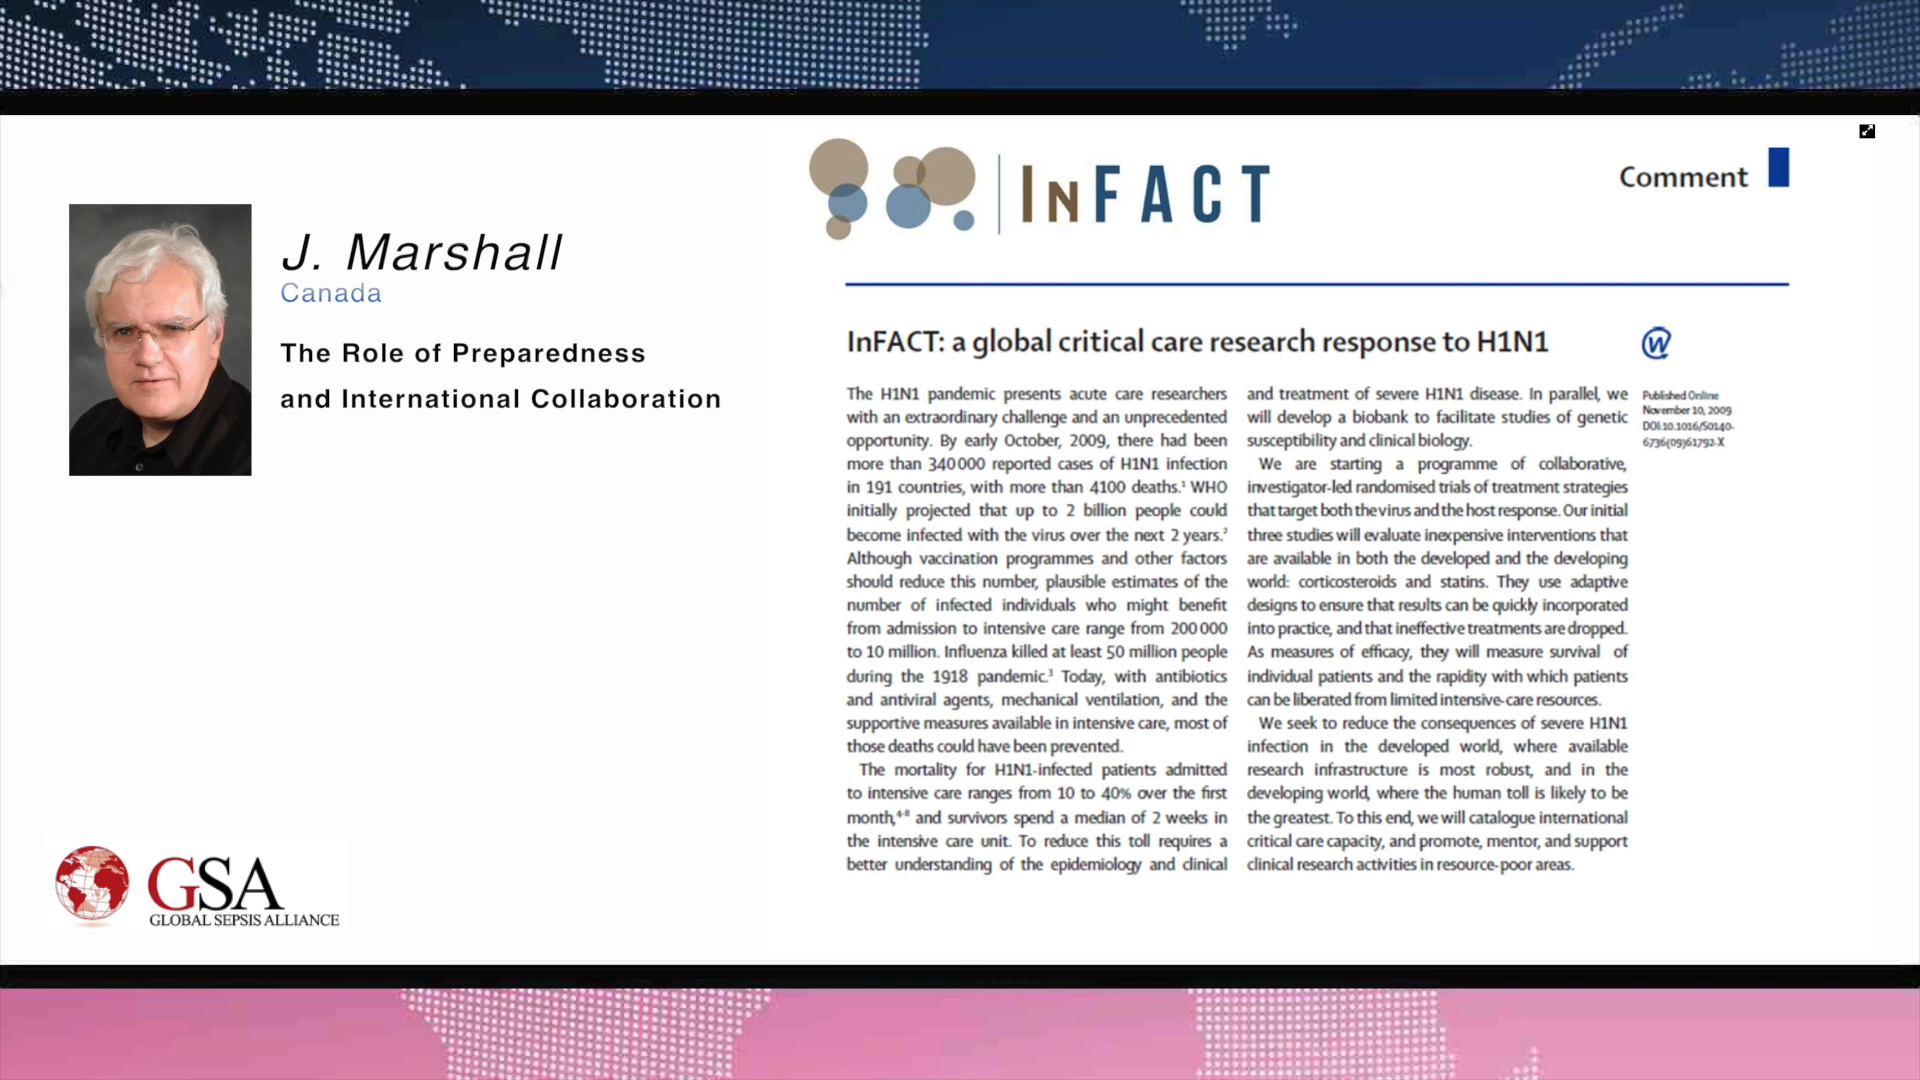 J. Marshall
Canada
The Role of Preparedness
and International Collaboration
GSA
GLOBAL SEPSIS ALLIANCE
InFACT
Comment
InFACT: a global critical care research response to H1N1
W
The H1N1 pandemic presents acute care researchers
with an extraordinary challenge and an unprecedented
opportunity. By early October, 2009, there had been
more than 340 000 reported cases of H1N1 infection
in 191 countries, with more than 4100 deaths.¹ WHO
initially projected that up to 2 billion people could
become infected with the virus over the next 2 years.²
Although vaccination programmes and other factors
should reduce this number, plausible estimates of the
number of infected individuals who might benefit
from admission to intensive care range from 200 000
to 10 million. Influenza killed at least 50 million people
during the 1918 pandemic.³ Today, with antibiotics
and antiviral agents, mechanical ventilation, and the
supportive measures available in intensive care, most of
those deaths could have been prevented.
The mortality for H1N1-infected patients admitted
to intensive care ranges from 10 to 40% over the first
month,⁴⁻⁸ and survivors spend a median of 2 weeks in
the intensive care unit. To reduce this toll requires a
better understanding of the epidemiology and clinical
and treatment of severe H1N1 disease. In parallel, we
will develop a biobank to facilitate studies of genetic
susceptibility and clinical biology.
We are starting a programme of collaborative,
investigator-led randomised trials of treatment strategies
that target both the virus and the host response. Our initial
three studies will evaluate inexpensive interventions that
are available in both the developed and the developing
world: corticosteroids and statins. They use adaptive
designs to ensure that results can be quickly incorporated
into practice, and that ineffective treatments are dropped.
As measures of efficacy, they will measure survival of
individual patients and the rapidity with which patients
can be liberated from limited intensive-care resources.
We seek to reduce the consequences of severe H1N1
infection in the developed world, where available
research infrastructure is most robust, and in the
developing world, where the human toll is likely to be
the greatest. To this end, we will catalogue international
critical care capacity, and promote, mentor, and support
clinical research activities in resource-poor areas.
Published Online
November 10, 2009
DOI:10.1016/S0140-
6736(09)61792-X